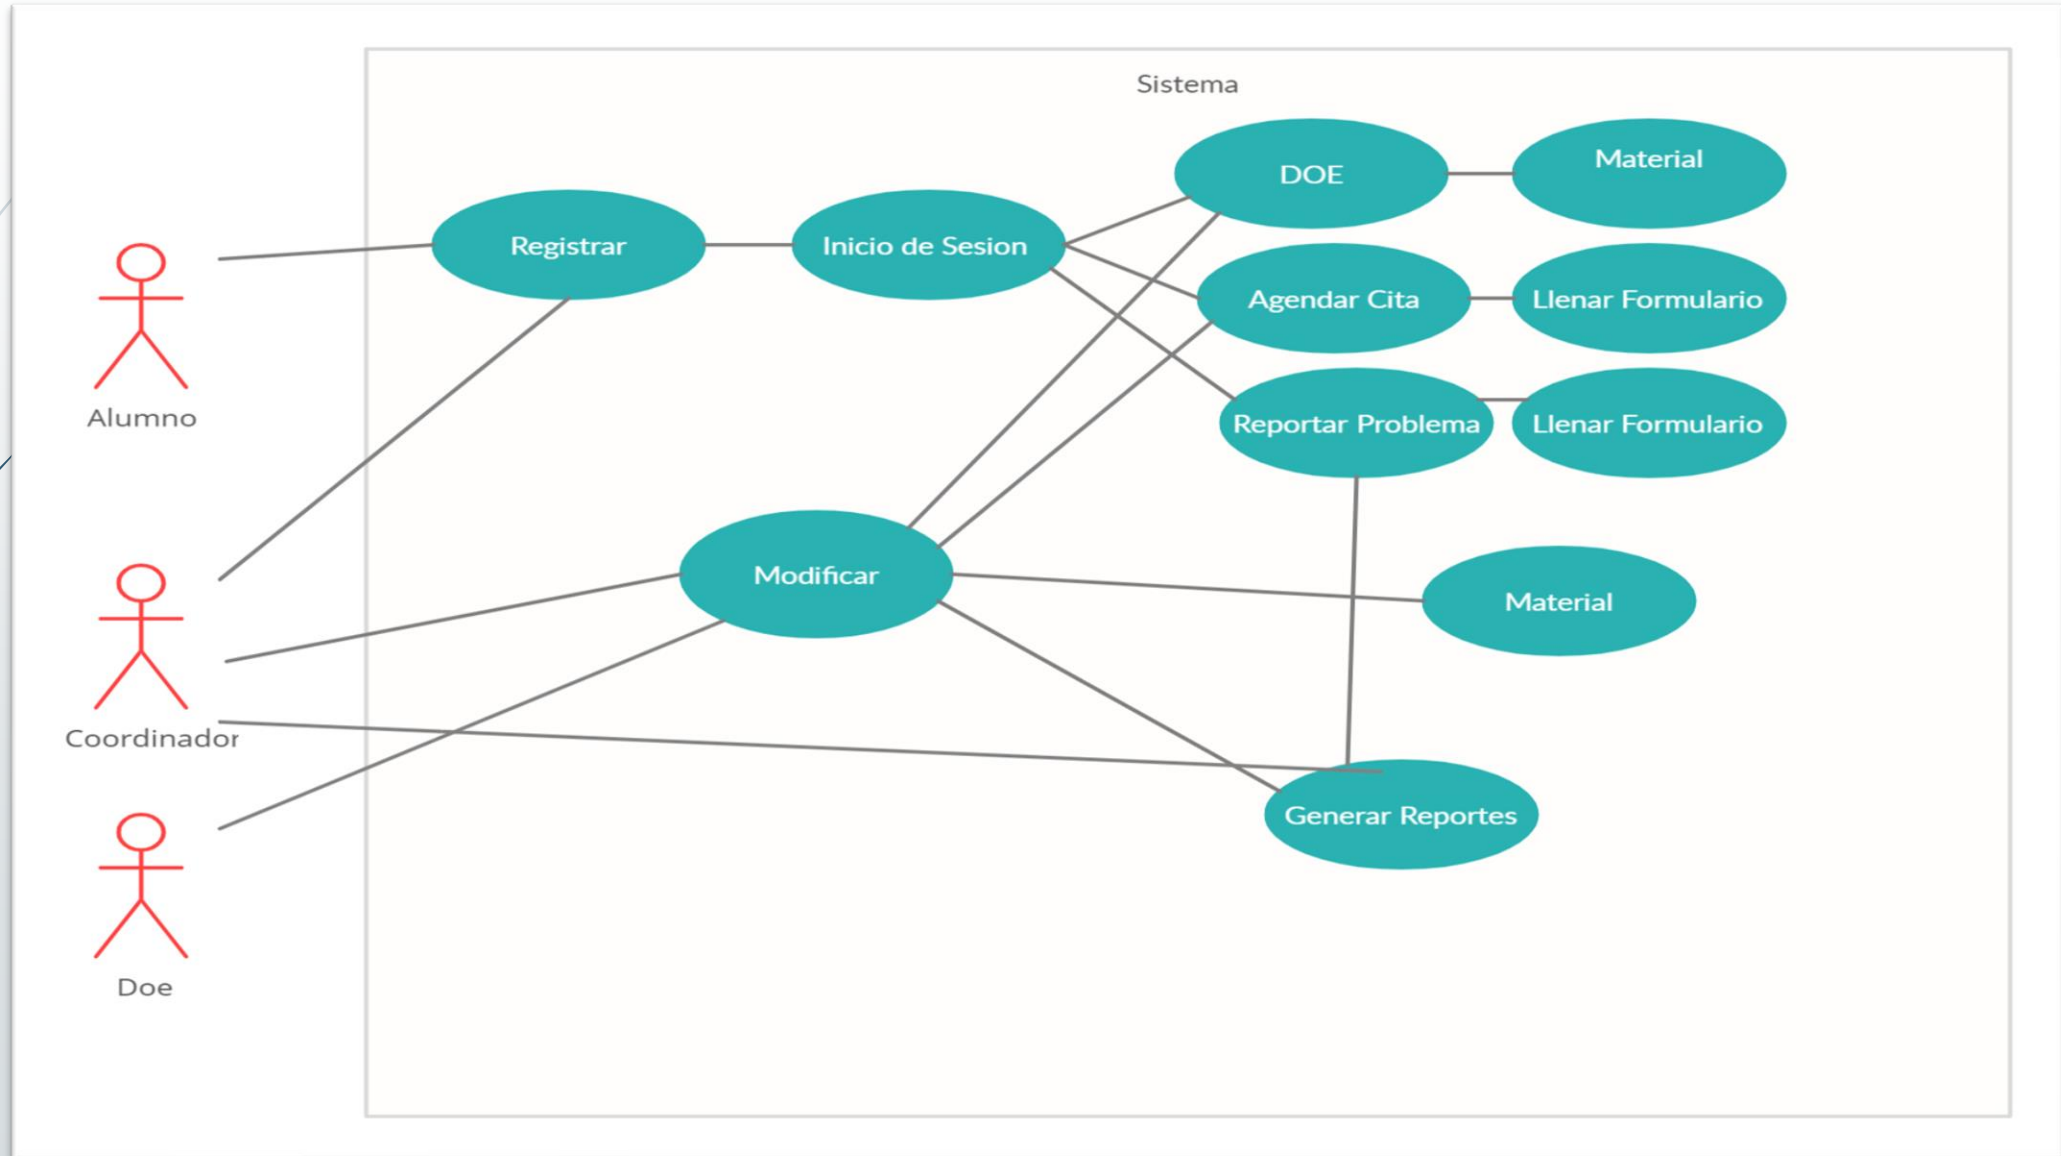 Sistema
DOE
Material
Registrar
Inicio de Sesion
Agendar Cita
Llenar Formulario
Reportar Problema
Llenar Formulario
Alumno
Modificar
Material
Coordinador
Generar Reportes
Doe